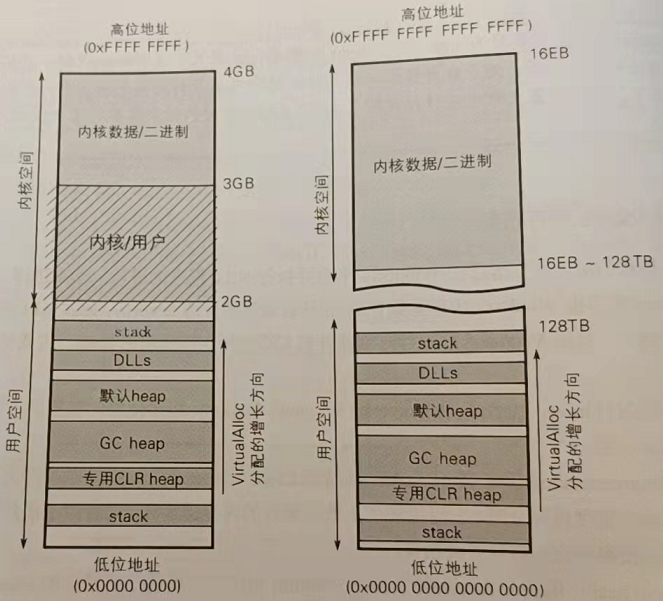 高位地址
(0xFFFF FFFF)
4GB
内核数据/二进制
内核空间
3GB
内核/用户
2GB
stack
DLLs
默认heap
GC heap
专用CLR heap
stack
用户空间
VirtualAlloc
分配的增长方向
低位地址
(0x0000 0000)
高位地址
(0xFFFF FFFF FFFF FFFF)
16EB
内核数据/二进制
内核空间
16EB ~ 128TB
128TB
stack
DLLs
默认heap
GC heap
专用CLR heap
stack
用户空间
VirtualAlloc
分配的增长方向
低位地址
(0x0000 0000 0000 0000)